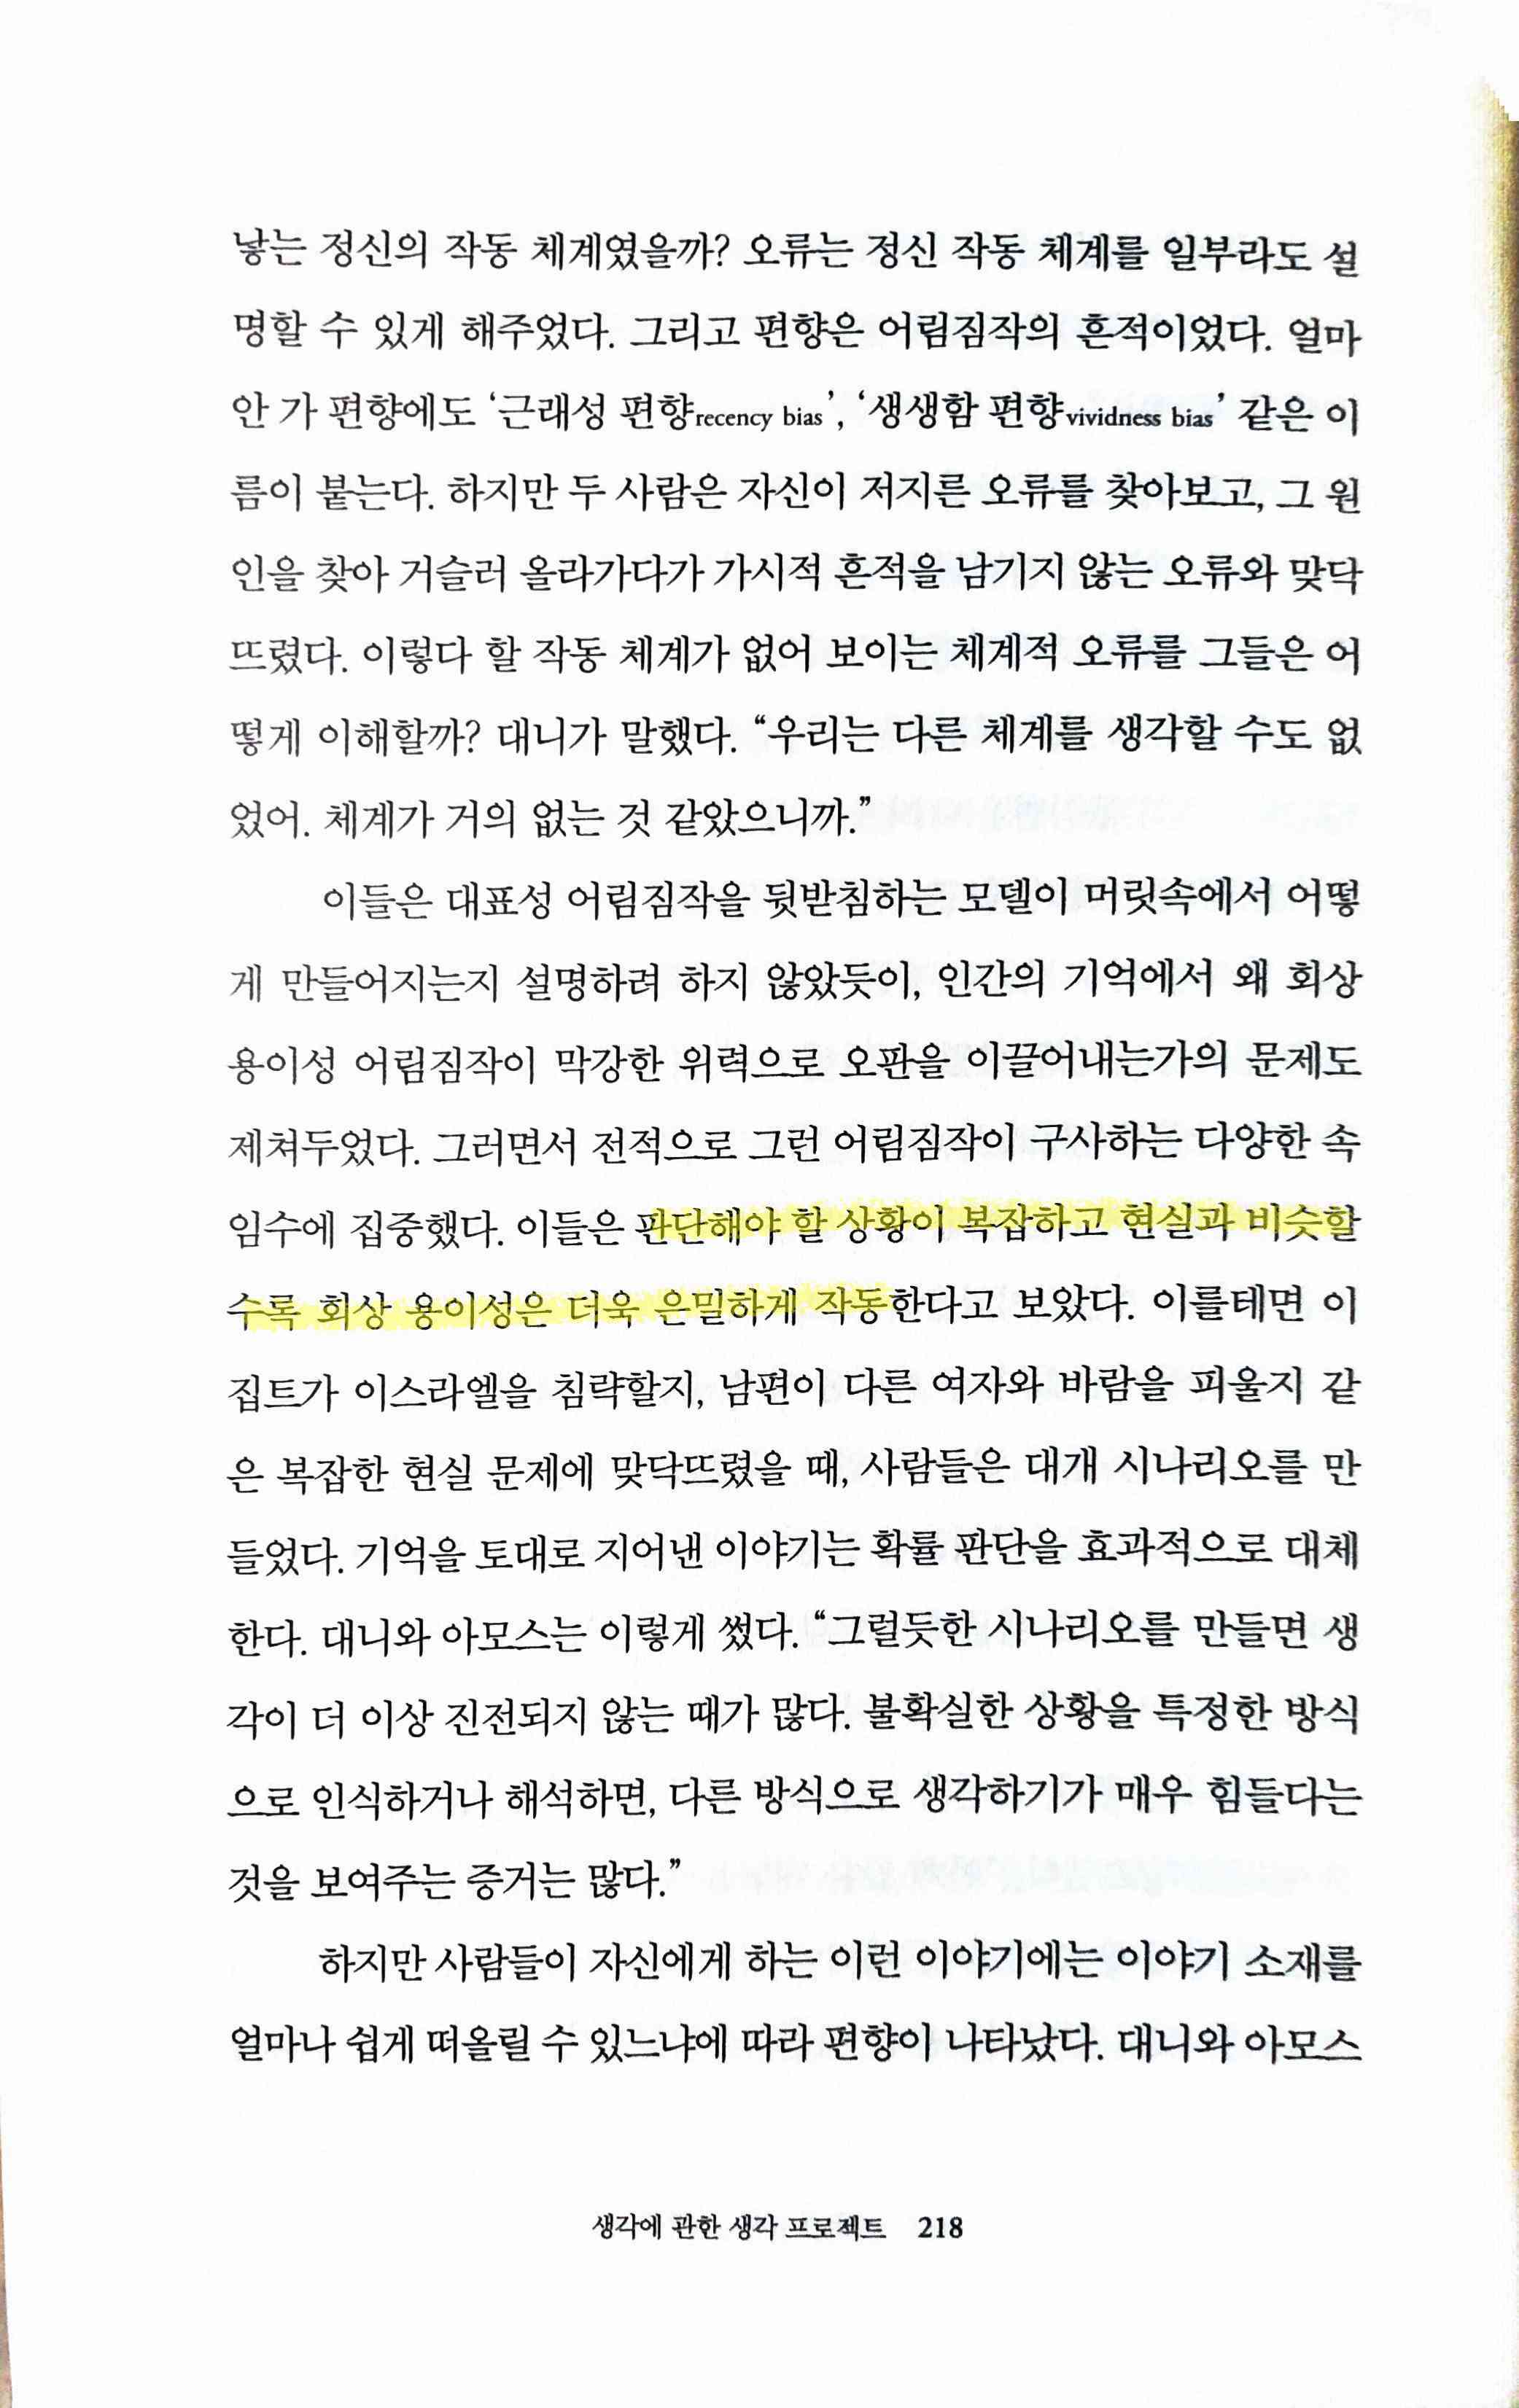 낳는 정신의 작동 체계였을까? 오류는 정신 작동 체계를 일부라도 설
명할 수 있게 해주었다. 그리고 편향은 어림짐작의 흔적이었다. 얼마
안 가 편향에도 ‘근래성 편향recency bias’, ‘생생함 편향vividness bias’ 같은 이
름이 붙는다. 하지만 두 사람은 자신이 저지른 오류를 찾아보고, 그 원
인을 찾아 거슬러 올라가다가 가시적 흔적을 남기지 않는 오류와 맞닥
뜨렸다. 이렇다 할 작동 체계가 없어 보이는 체계적 오류를 그들은 어
떻게 이해할까? 대니가 말했다. “우리는 다른 체계를 생각할 수도 없
었어. 체계가 거의 없는 것 같았으니까.”
이들은 대표성 어림짐작을 뒷받침하는 모델이 머릿속에서 어떻
게 만들어지는지 설명하려 하지 않았듯이, 인간의 기억에서 왜 회상
용이성 어림짐작이 막강한 위력으로 오판을 이끌어내는가의 문제도
제쳐두었다. 그러면서 전적으로 그런 어림짐작이 구사하는 다양한 속
임수에 집중했다. 이들은 판단해야 할 상황이 복잡하고 현실과 비슷할
수록 회상 용이성은 더욱 은밀하게 작동한다고 보았다. 이를테면 이
집트가 이스라엘을 침략할지, 남편이 다른 여자와 바람을 피울지 같
은 복잡한 현실 문제에 맞닥뜨렸을 때, 사람들은 대개 시나리오를 만
들었다. 기억을 토대로 지어낸 이야기는 확률 판단을 효과적으로 대체
한다. 대니와 아모스는 이렇게 썼다. “그럴듯한 시나리오를 만들면 생
각이 더 이상 진전되지 않는 때가 많다. 불확실한 상황을 특정한 방식
으로 인식하거나 해석하면, 다른 방식으로 생각하기가 매우 힘들다는
것을 보여주는 증거는 많다.”
하지만 사람들이 자신에게 하는 이런 이야기에는 이야기 소재를
얼마나 쉽게 떠올릴 수 있느냐에 따라 편향이 나타났다. 대니와 아모스
생각에 관한 생각 프로젝트 218